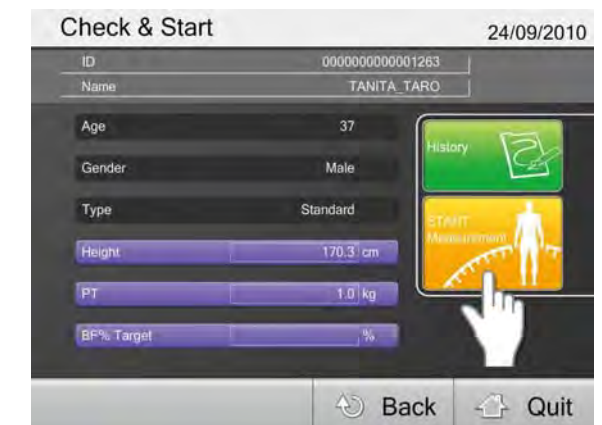 Check & Start 24/09/2010
ID 0000000000001263
Name TANITA_TARO
Age 37
Gender Male
Type Standard
Height 170.3 cm
PT 1.0 kg
BF% Target %
History
START
Measurement
Back Quit